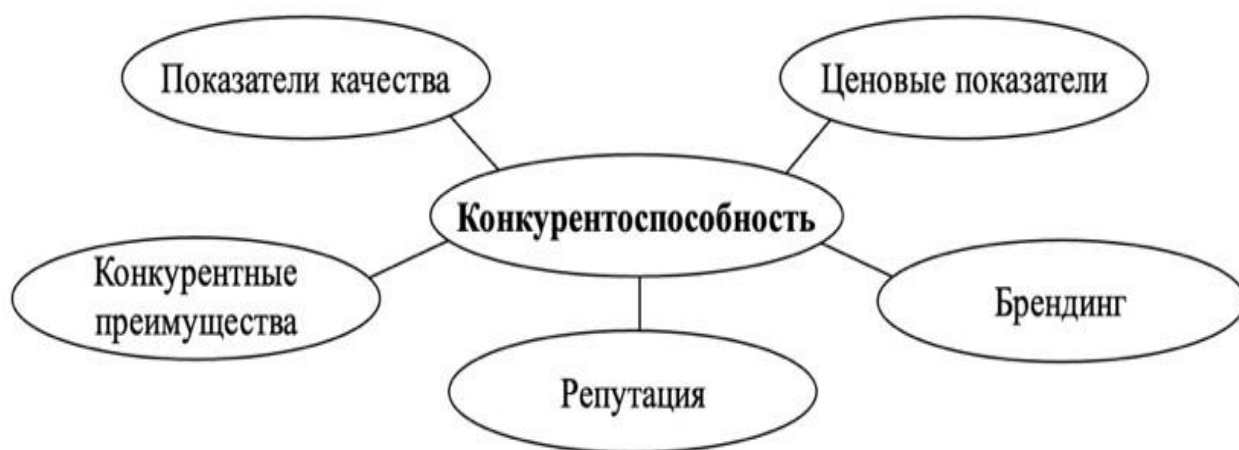 Показатели качества
Ценовые показатели
Конкурентоспособность
Конкурентные
преимущества
Брендинг
Репутация